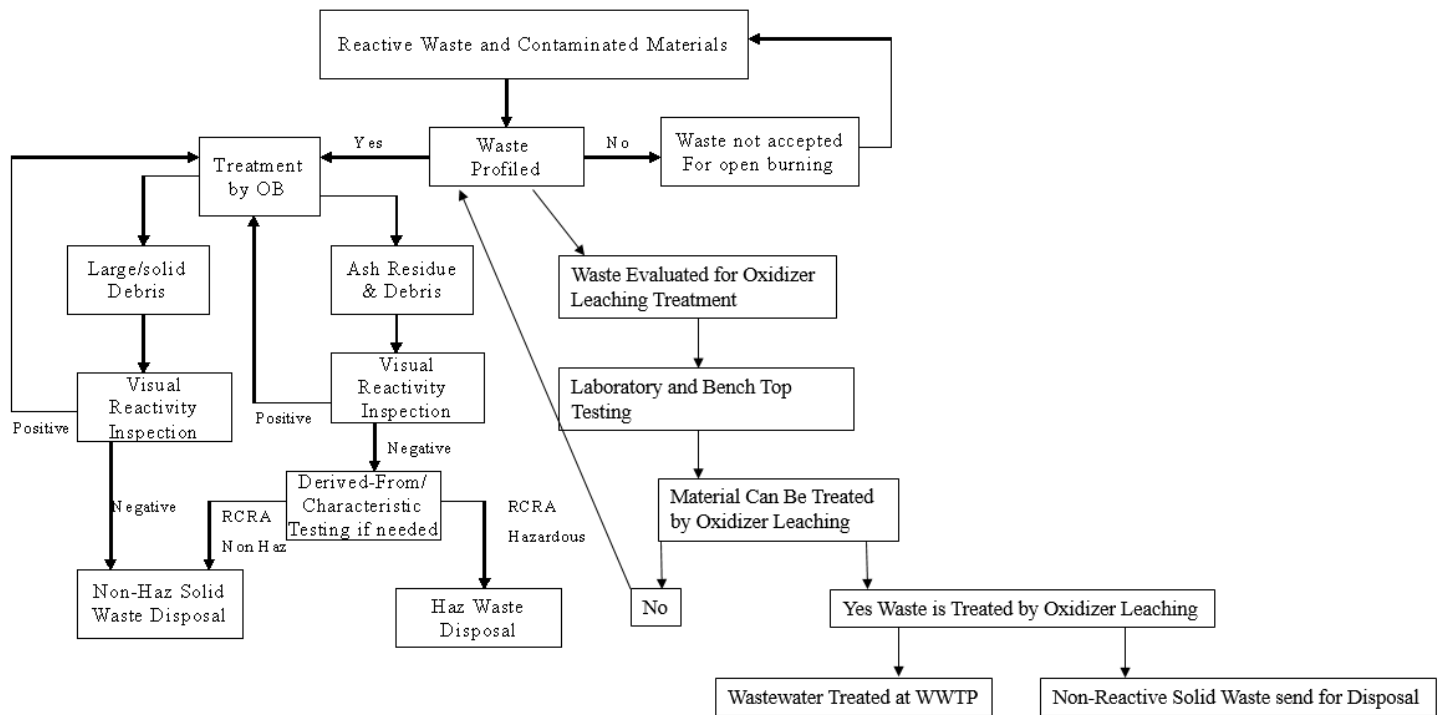 Reactive Waste and Contaminated Materials
Yes
Waste
Profiled
No
Waste not accepted
For open burning
Treatment
by OB
Large/solid
Debris
Ash Residue
& Debris
Waste Evaluated for Oxidizer
Leaching Treatment
Visual
Reactivity
Inspection
Positive
Visual
Reactivity
Inspection
Positive
Laboratory and Bench Top
Testing
Negative
Negative
Derived-From/
Characteristic
Testing if needed
RCRA
Non Haz
RCRA
Hazardous
Material Can Be Treated
by Oxidizer Leaching
Non-Haz Solid
Waste Disposal
Haz Waste
Disposal
No
Yes Waste is Treated by Oxidizer Leaching
Wastewater Treated at WWTP
Non-Reactive Solid Waste send for Disposal